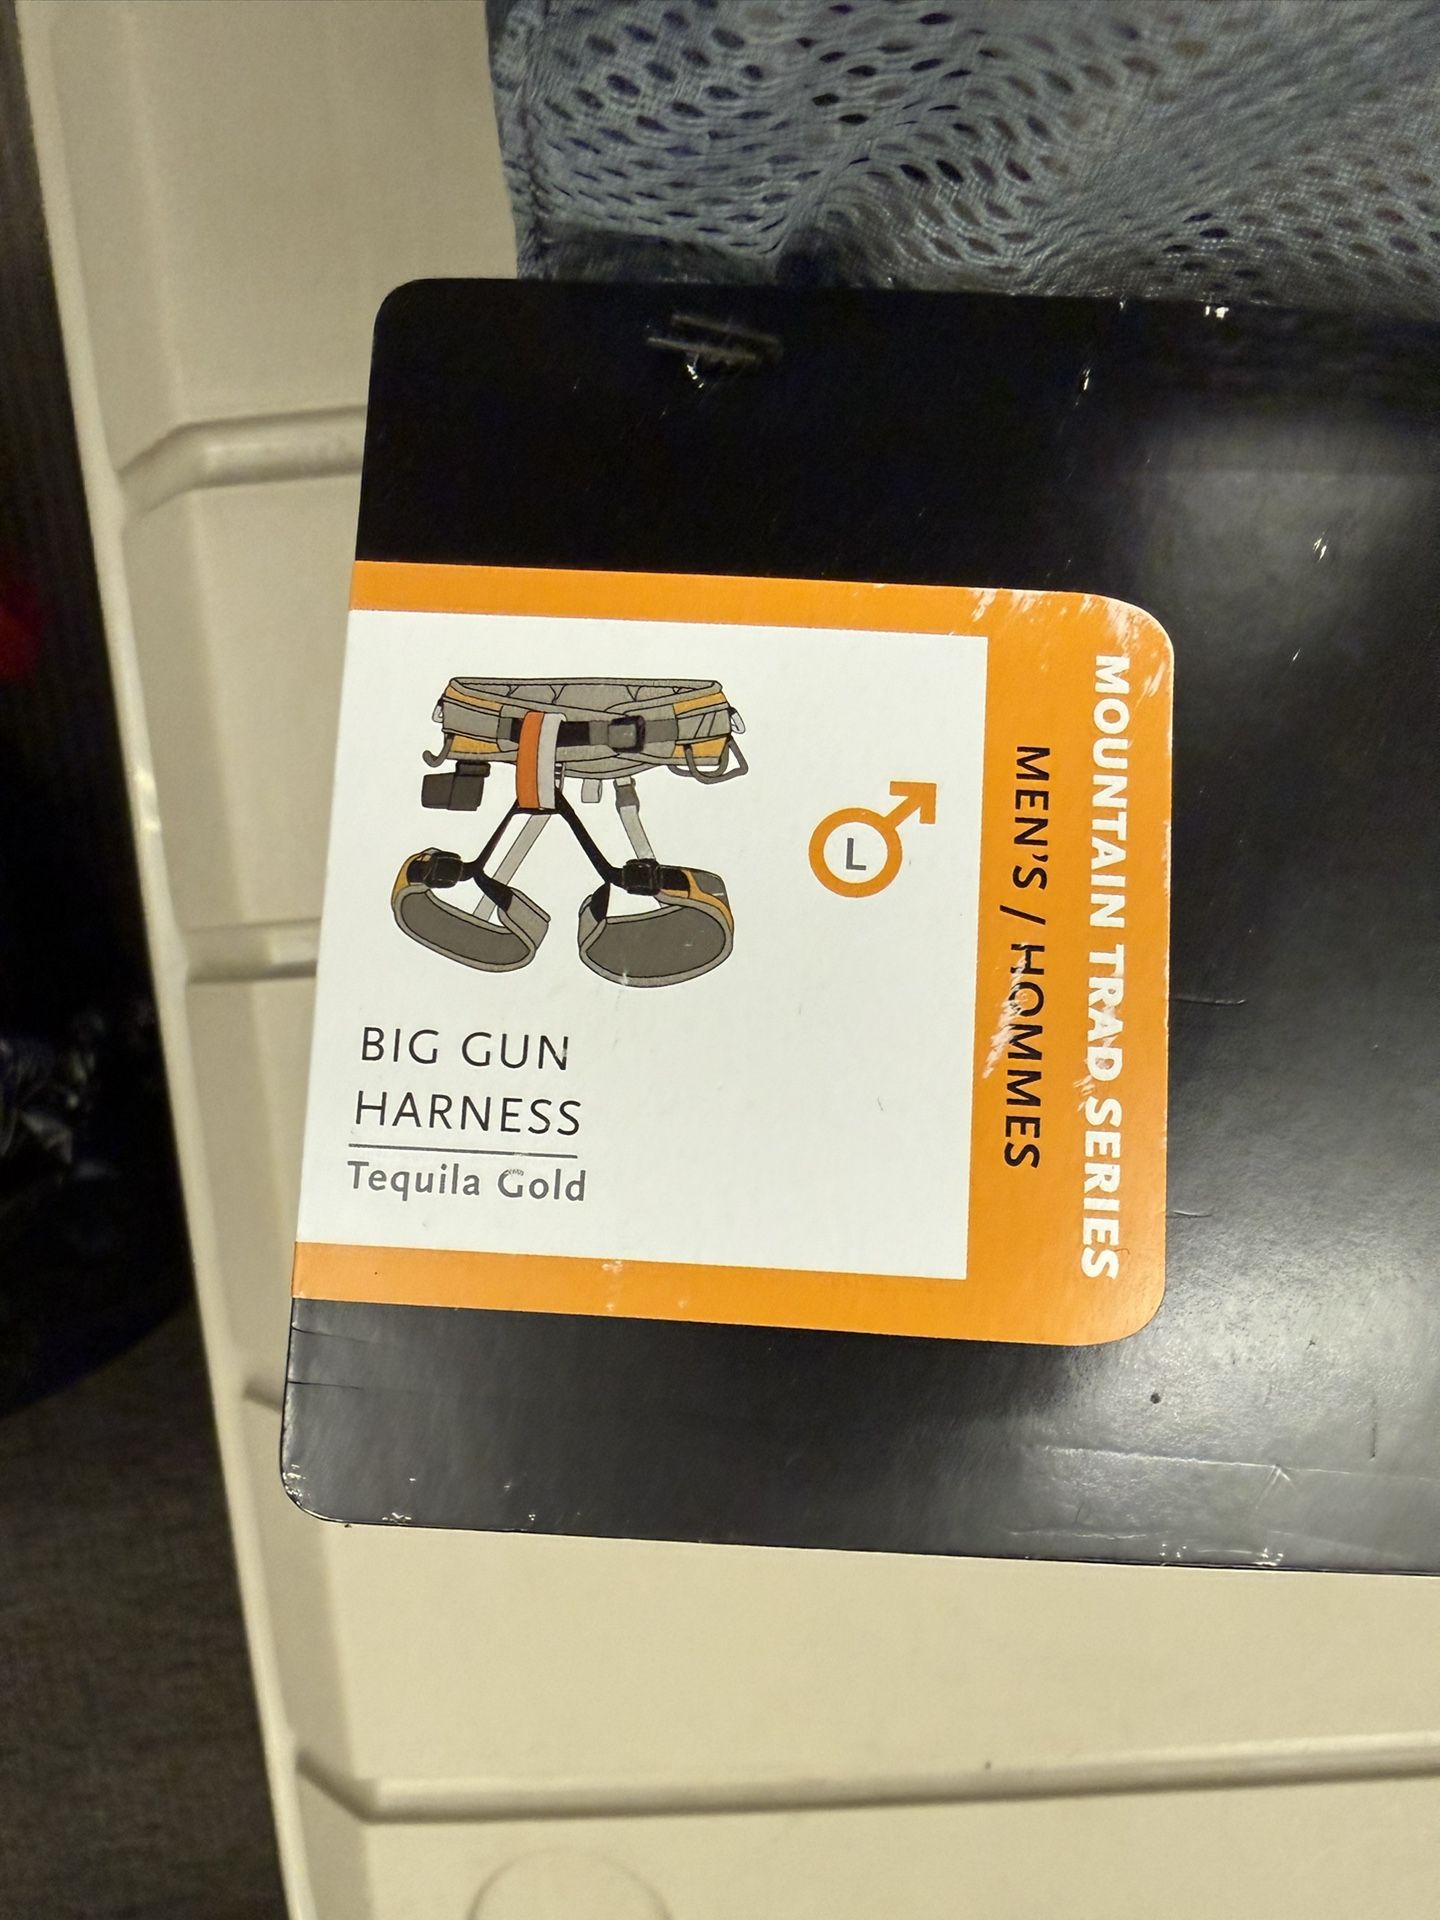 L
BIG GUN
HARNESS
Tequila Gold
MEN'S / HOMMES
MOUNTAIN TRAD SERIES